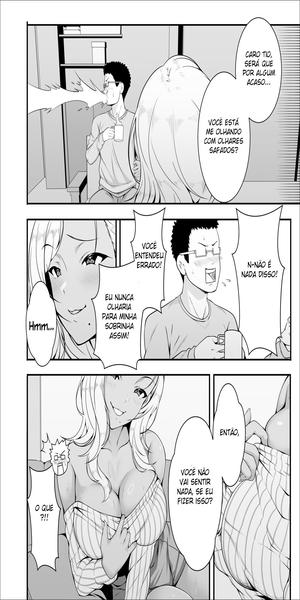 CARO TIO,
SERÁ QUE
POR ALGUM
ACASO...
VOCÊ ESTÁ
ME OLHANDO
COM OLHARES
SAFADOS?
N-NÃO É
NADA DISSO!
VOCÊ
ENTENDEU
ERRADO!
EU NUNCA
OLHARIA
PARA MINHA
SOBRINHA
ASSIM!
Hmm...
ENTÃO,
VOCÊ NÃO
VAI SENTIR
NADA, SE EU
FIZER ISSO?
O QUE
?!!